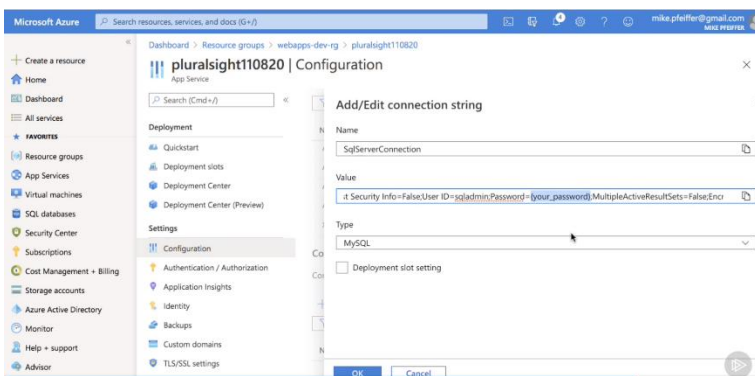 Microsoft Azure
Search resources, services, and docs (G+/)
4
mike.pfeiffer@gmail.com
MIKE PFEIFFER
Dashboard > Resource groups > webapps-dev-rg > pluralsight110820
pluralsight110820 | Configuration
App Service
Create a resource
Home
Dashboard
All services
FAVORITES
Resource groups
App Services
Virtual machines
SQL databases
Security Center
Subscriptions
Cost Management + Billing
Storage accounts
Azure Active Directory
Monitor
Help + support
Advisor
Search (Cmd+/)
Deployment
Quickstart
Deployment slots
Deployment Center
Deployment Center (Preview)
Settings
Configuration
Authentication / Authorization
Application Insights
Identity
Backups
Custom domains
TLS/SSL settings
Add/Edit connection string
Name
SqlServerConnection
Value
t Security Info=False;User ID=sqladmin;Password={your_password};MultipleActiveResultSets=False;Encr
Type
MySQL
Deployment slot setting
OK
Cancel